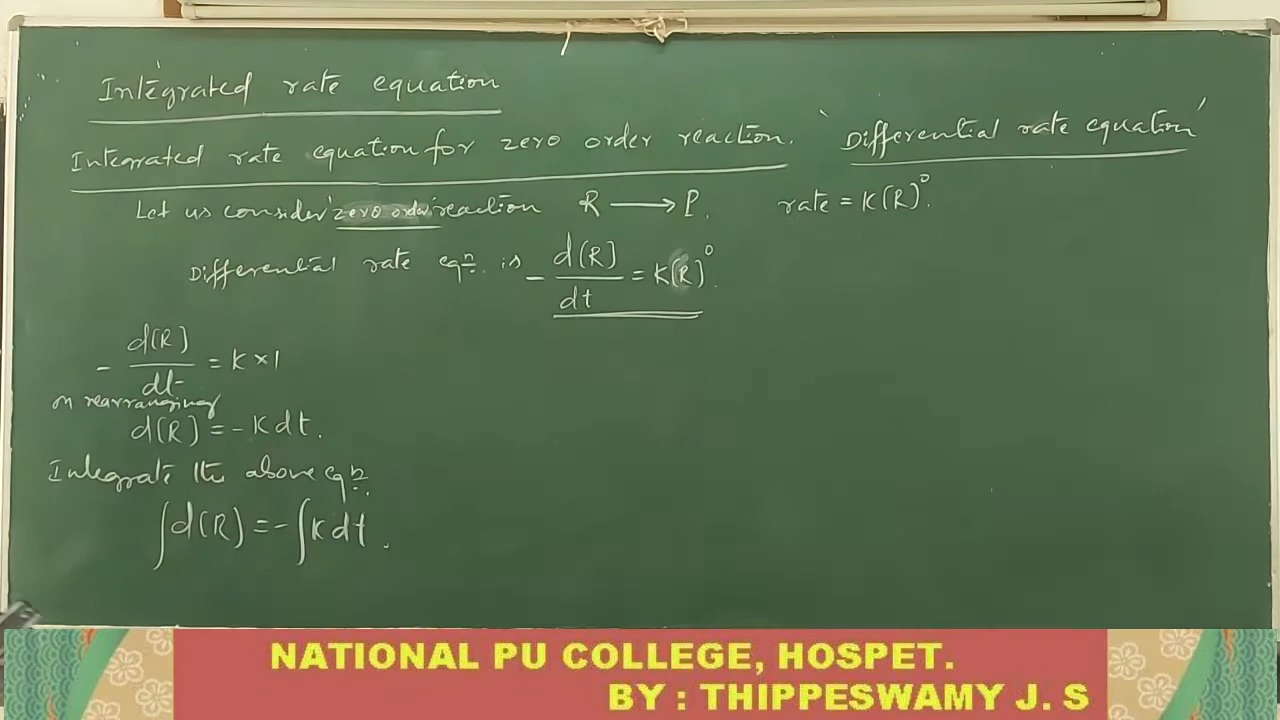 Integrated rate equation
Integrated rate equation for zero order reaction.
'Differential rate equation'
Let us consider 'zero order' reaction R ⟶ P.
rate = K[R]⁰.
Differential rate eqn. is - d[R]/dt = K[R]⁰.
- d[R]/dt = K × 1
on rearranging
d[R] = - K dt.
Integrate the above eqn.
∫d[R] = - ∫K dt.
NATIONAL PU COLLEGE, HOSPET.
BY : THIPPESWAMY J. S